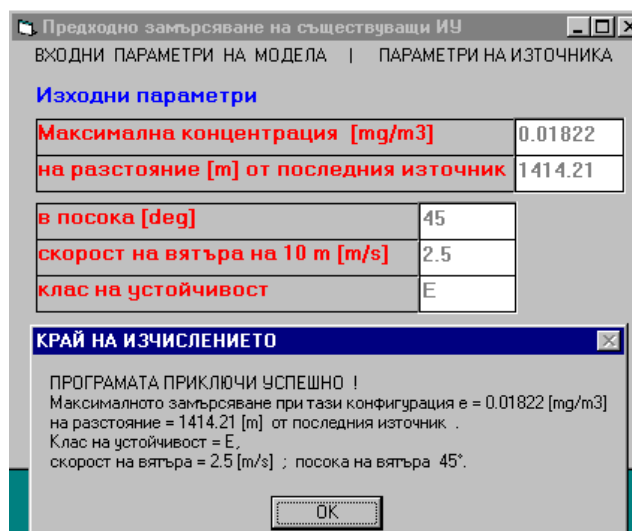 Предходно замърсяване на съществуващи ИУ
ВХОДНИ ПАРАМЕТРИ НА МОДЕЛА | ПАРАМЕТРИ НА ИЗТОЧНИКА
Изходни параметри
Максимална концентрация [mg/m3] 0.01822
на разстояние [m] от последния източник 1414.21
в посока [deg] 45
скорост на вятъра на 10 m [m/s] 2.5
клас на устойчивост E
КРАЙ НА ИЗЧИСЛЕНИЕТО
ПРОГРАМАТА ПРИКЛЮЧИ УСПЕШНО !
Максималното замърсяване при тази конфигурация е = 0.01822 [mg/m3]
на разстояние = 1414.21 [m] от последния източник .
Клас на устойчивост = E,
скорост на вятъра = 2.5 [m/s] ; посока на вятъра 45°.
OK